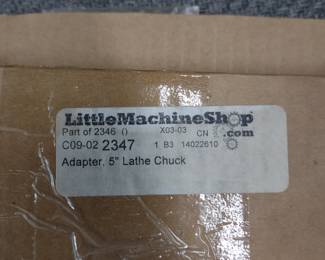 LittleMachineShop
.com
Part of 2346 () X03-03 CN
C09-02 2347 1 B3 14022610
Adapter, 5" Lathe Chuck